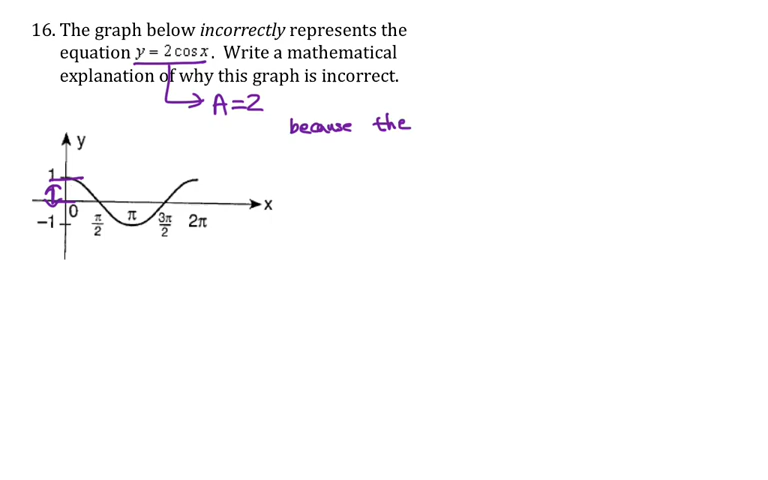 16. The graph below incorrectly represents the
equation y = 2 cos x. Write a mathematical
explanation of why this graph is incorrect.
A=2
because the
y
1
x
0
-1
π/2
π
3π/2
2π